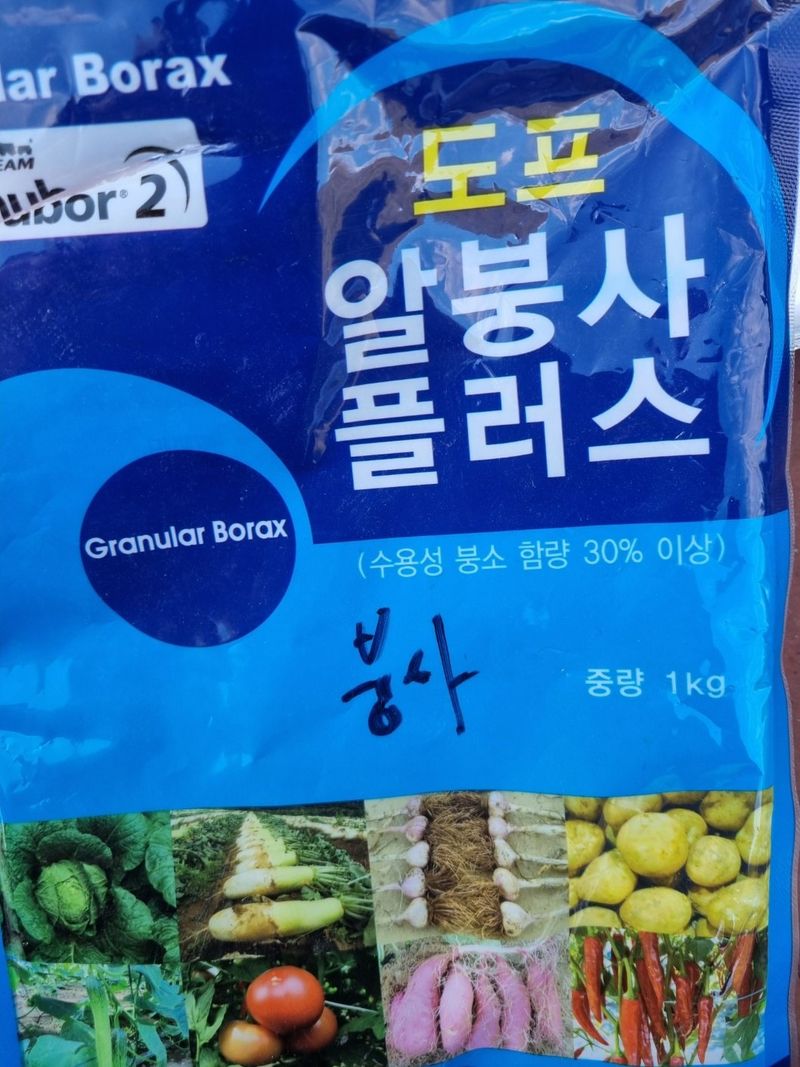 lar Borax
EAM
ubor® 2
도프
알붕사
플러스
Granular Borax
(수용성 붕소 함량 30% 이상)
붕사
중량 1kg